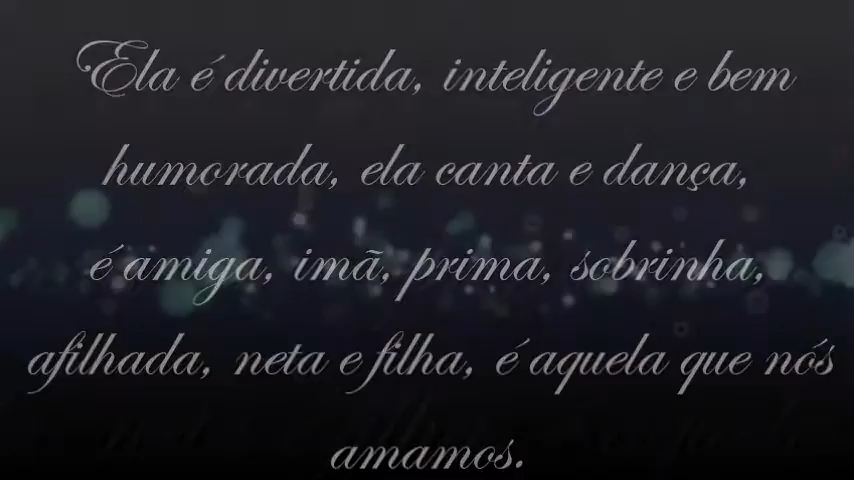 Ela é divertida, inteligente e bem
humorada, ela canta e dança,
é amiga, imã, prima, sobrinha,
afilhada, neta e filha, é aquela que nós
amamos.